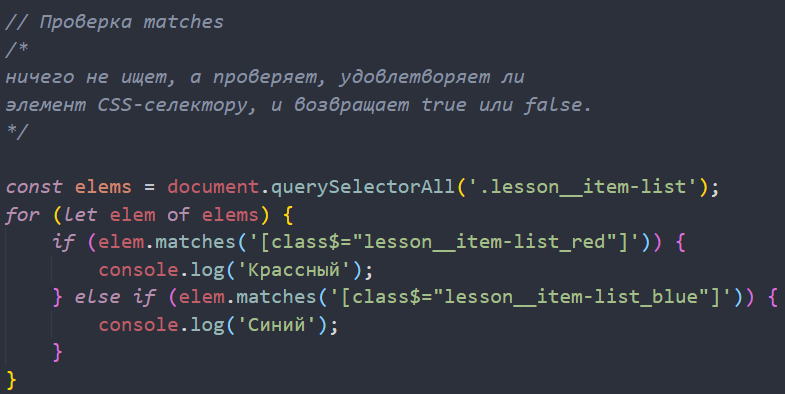 // Проверка matches
/*
ничего не ищет, а проверяет, удовлетворяет ли
элемент CSS-селектору, и возвращает true или false.
*/
const elems = document.querySelectorAll('.lesson__item-list');
for (let elem of elems) {
    if (elem.matches('[class$="lesson__item-list_red"]')) {
        console.log('Крассный');
    } else if (elem.matches('[class$="lesson__item-list_blue"]')) {
        console.log('Синий');
    }
}